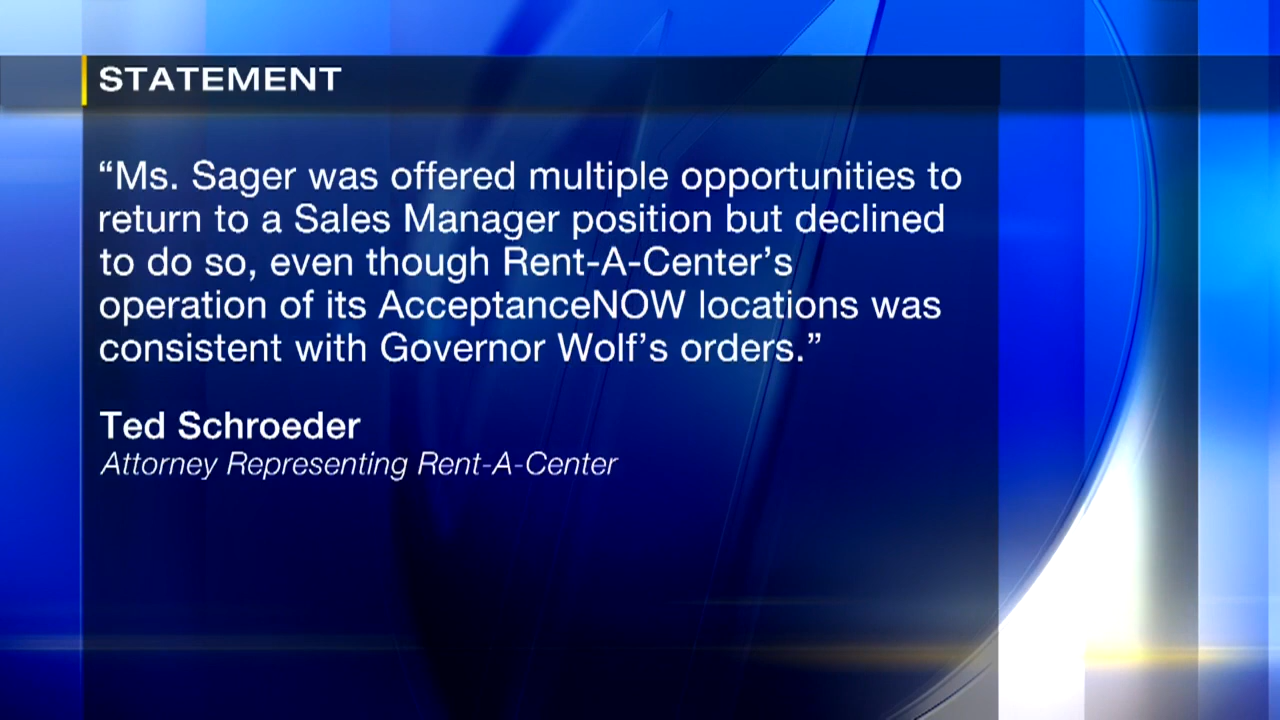 STATEMENT
“Ms. Sager was offered multiple opportunities to
return to a Sales Manager position but declined
to do so, even though Rent-A-Center’s
operation of its AcceptanceNOW locations was
consistent with Governor Wolf’s orders.”
Ted Schroeder
Attorney Representing Rent-A-Center